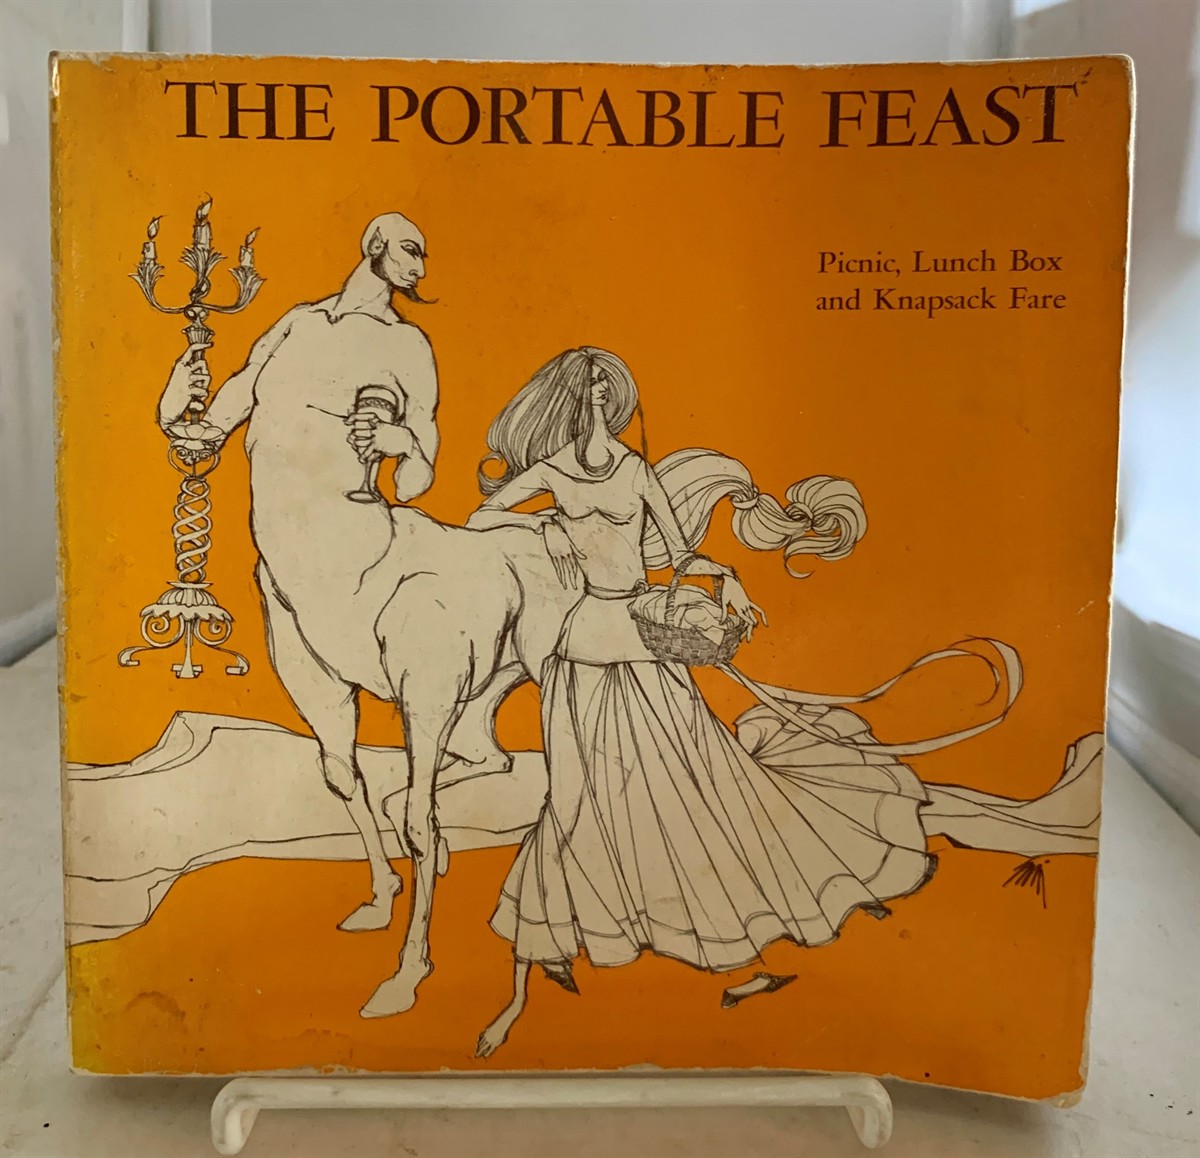 THE PORTABLE FEAST
Picnic, Lunch Box
and Knapsack Fare